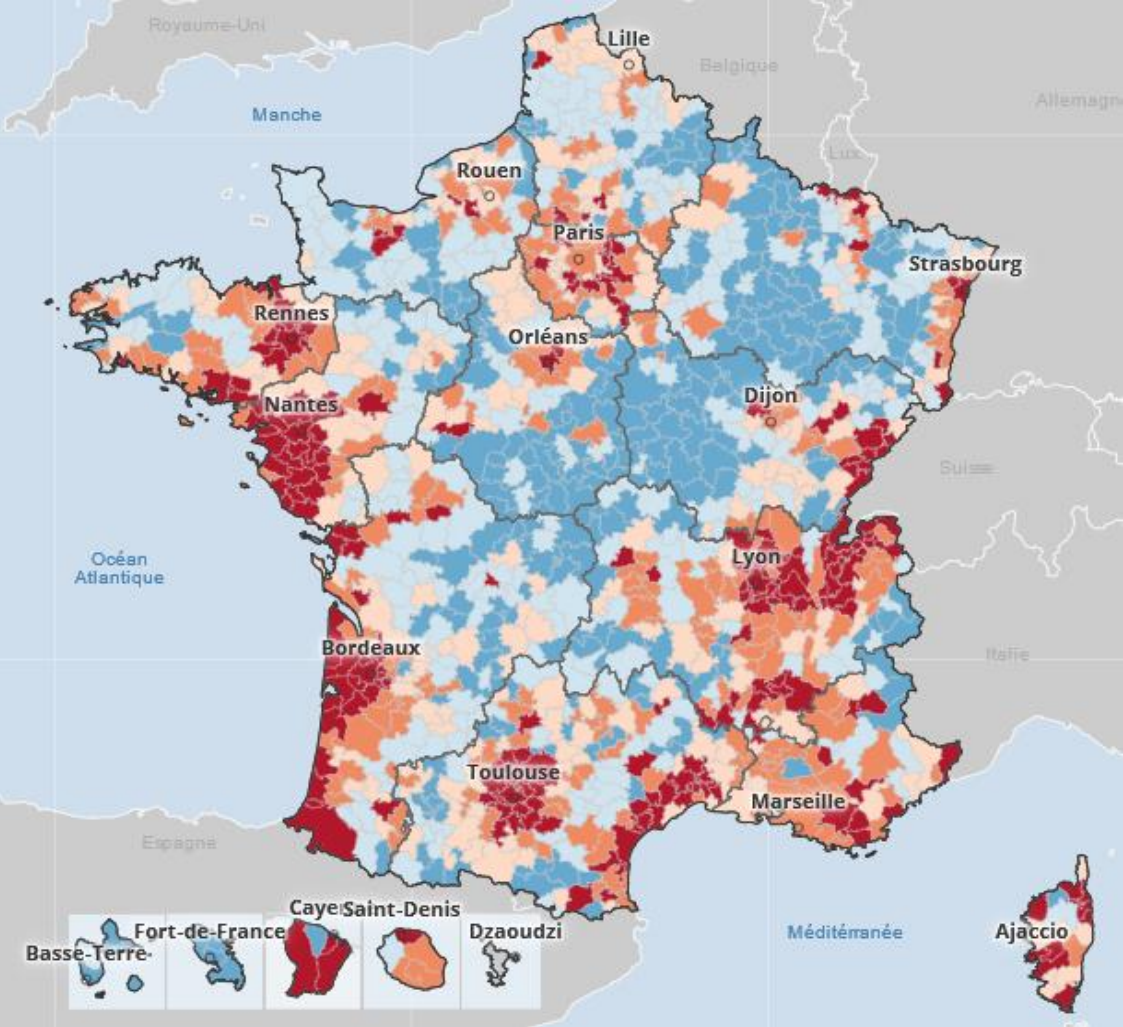 Royaume-Uni
Lille
Belgique
Allemagne
Manche
Lux
Rouen
Paris
Strasbourg
Rennes
Orléans
Dijon
Nantes
Suisse
Océan
Atlantique
Lyon
Bordeaux
Italie
Toulouse
Marseille
Espagne
Caye
Saint-Denis
Fort-de-France
Dzaoudzi
Méditérranée
Ajaccio
Basse-Terre